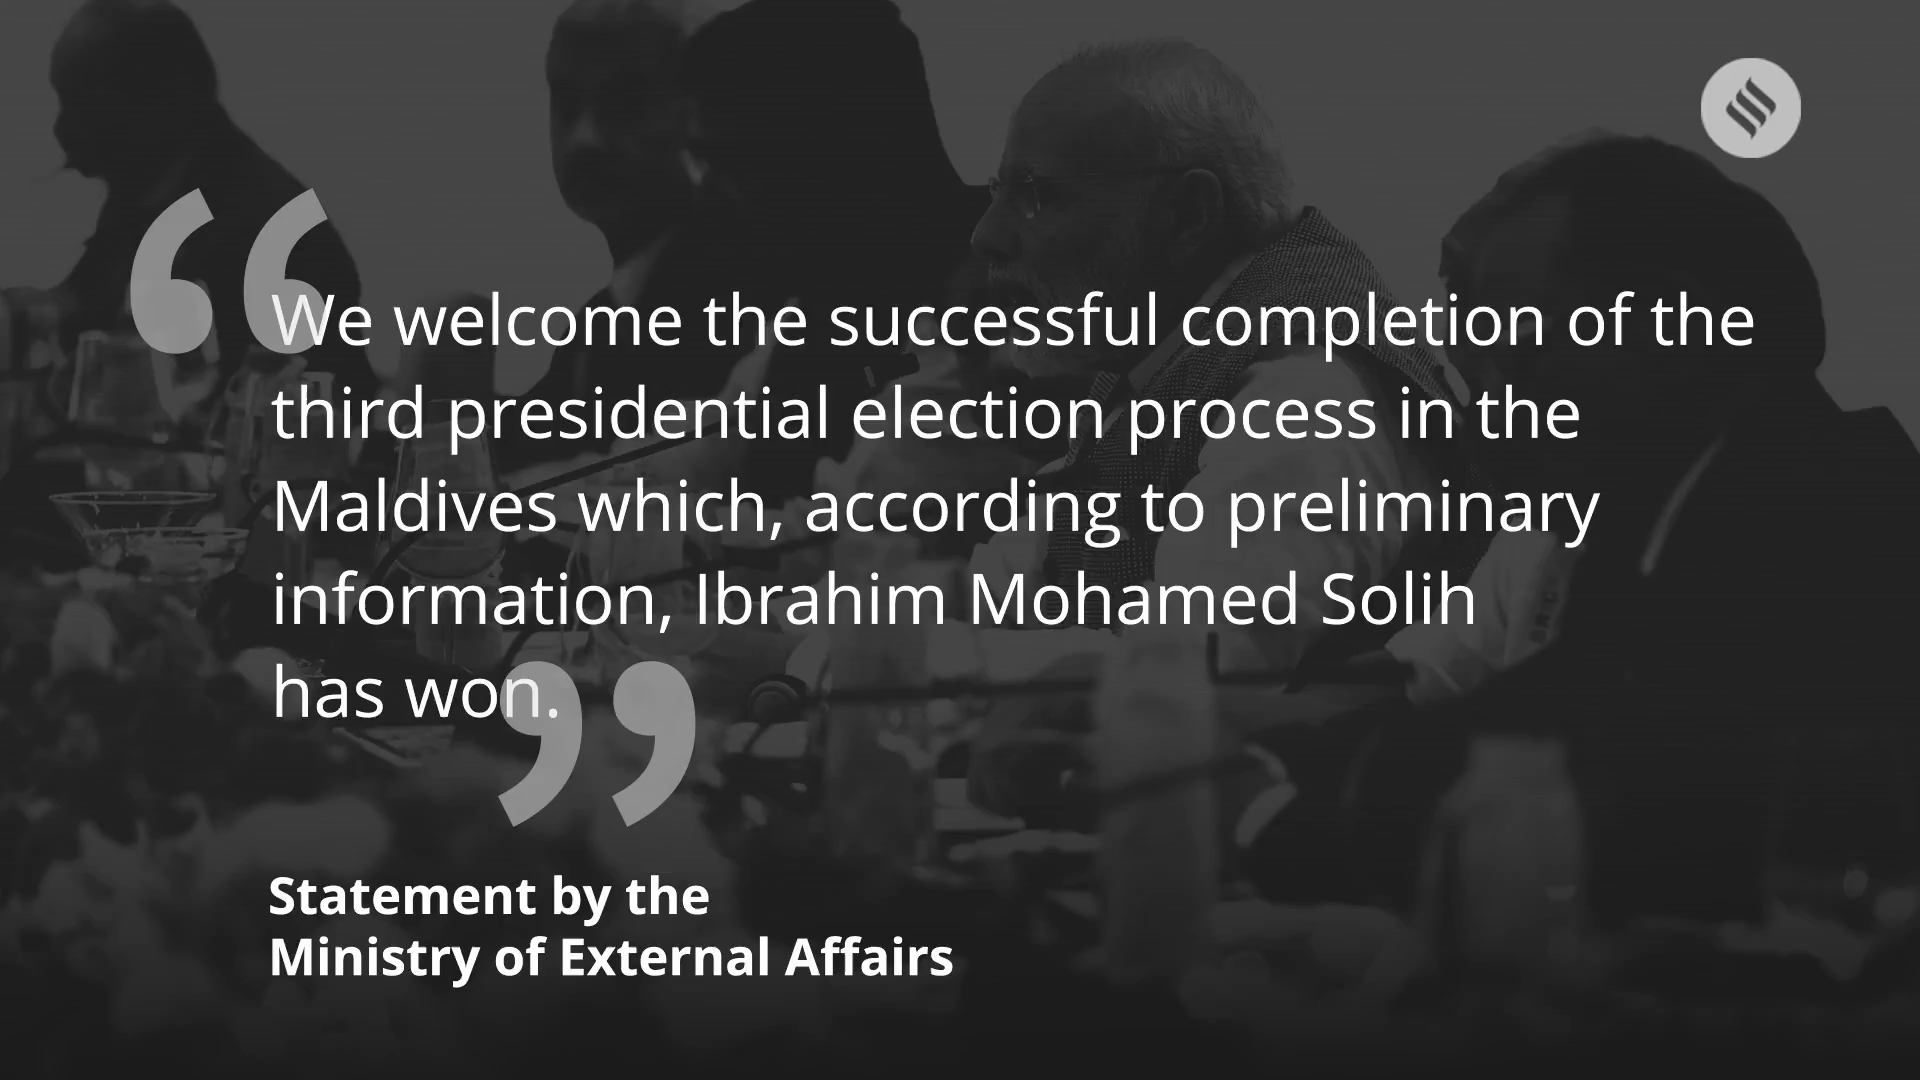 “We welcome the successful completion of the
third presidential election process in the
Maldives which, according to preliminary
information, Ibrahim Mohamed Solih
has won.”
Statement by the
Ministry of External Affairs